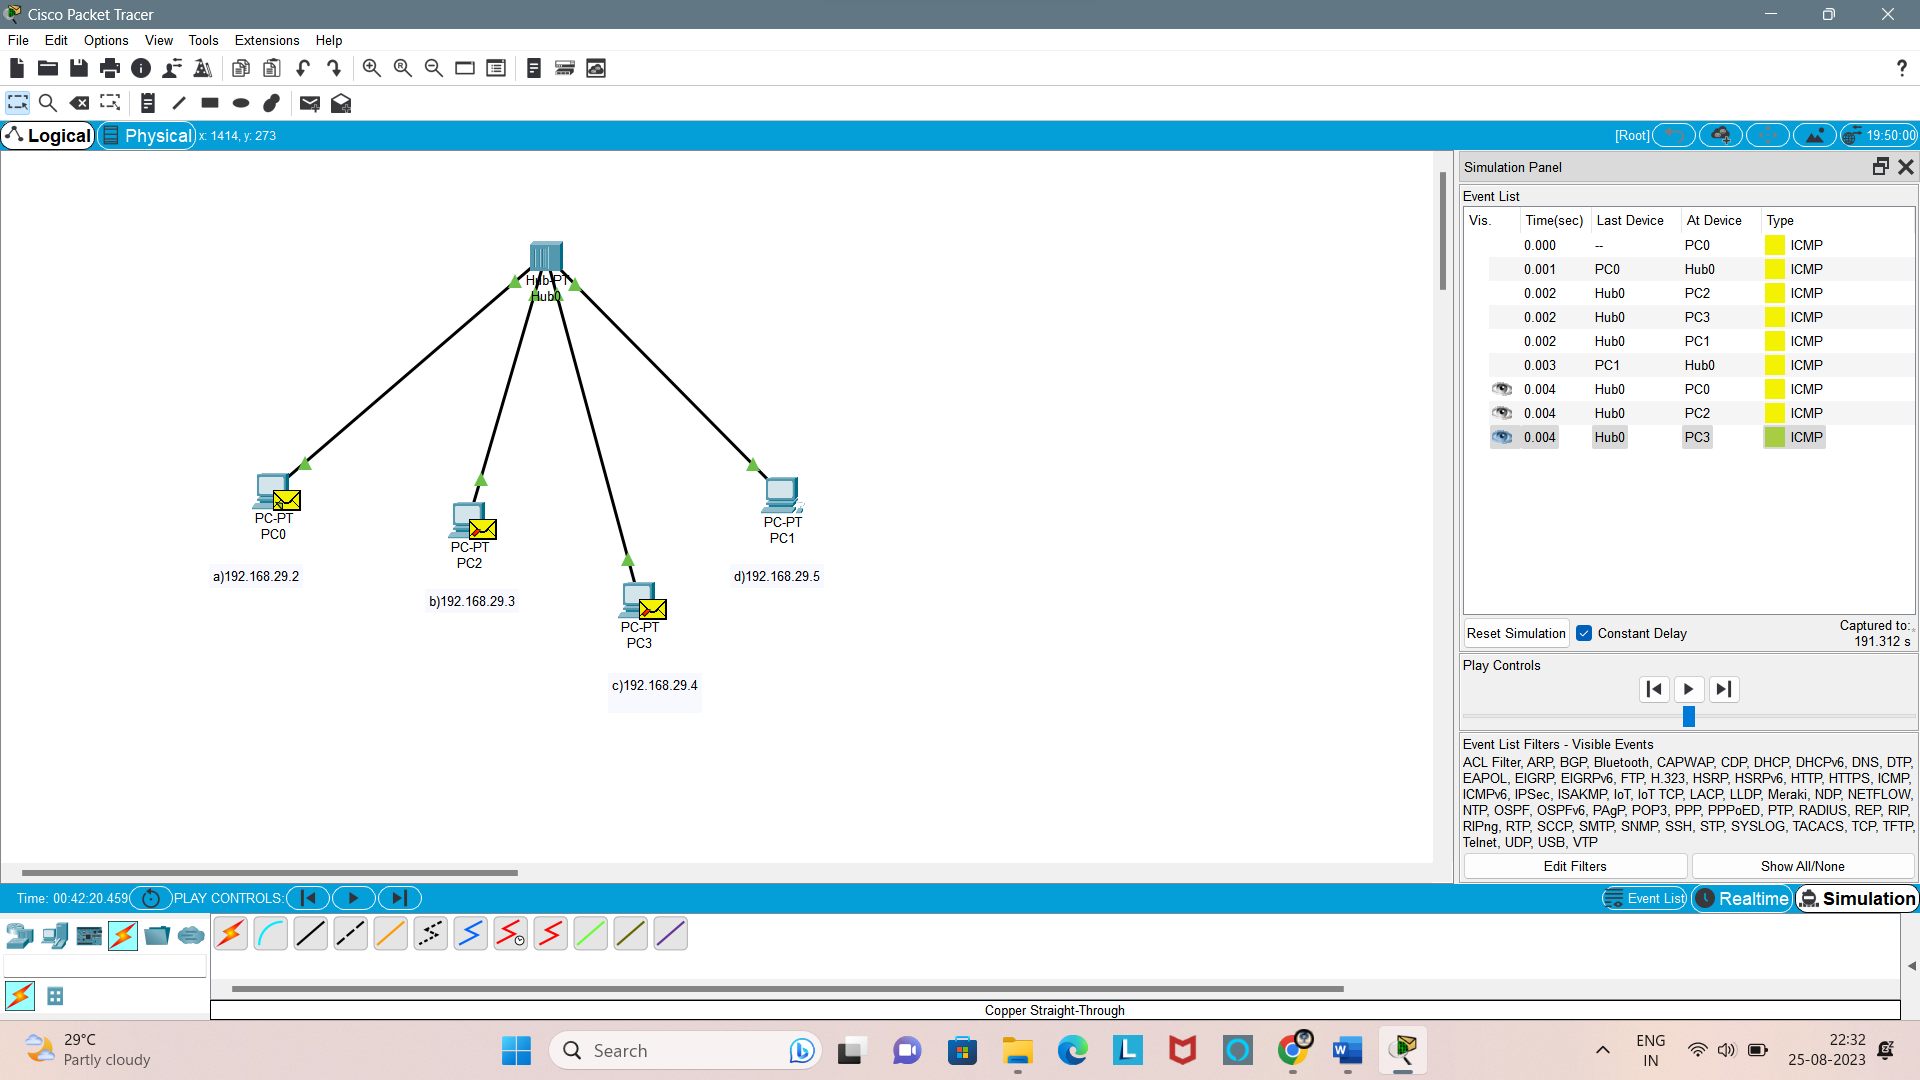 Cisco Packet Tracer
File Edit Options View Tools Extensions Help
?
Logical Physical x: 1414, y: 273 [Root] 19:50:00
Hub-PT
Hub0
PC-PT
PC0
a)192.168.29.2
PC-PT
PC2
b)192.168.29.3
PC-PT
PC3
c)192.168.29.4
PC-PT
PC1
d)192.168.29.5
Simulation Panel
Event List
Vis. Time(sec) Last Device At Device Type
0.000 -- PC0 ICMP
0.001 PC0 Hub0 ICMP
0.002 Hub0 PC2 ICMP
0.002 Hub0 PC3 ICMP
0.002 Hub0 PC1 ICMP
0.003 PC1 Hub0 ICMP
0.004 Hub0 PC0 ICMP
0.004 Hub0 PC2 ICMP
0.004 Hub0 PC3 ICMP
Reset Simulation Constant Delay Captured to:
191.312 s
Play Controls
Event List Filters - Visible Events
ACL Filter, ARP, BGP, Bluetooth, CAPWAP, CDP, DHCP, DHCPv6, DNS, DTP,
EAPOL, EIGRP, EIGRPv6, FTP, H.323, HSRP, HSRPv6, HTTP, HTTPS, ICMP,
ICMPv6, IPSec, ISAKMP, IoT, IoT TCP, LACP, LLDP, Meraki, NDP, NETFLOW,
NTP, OSPF, OSPFv6, PAgP, POP3, PPP, PPPoED, PTP, RADIUS, REP, RIP,
RIPng, RTP, SCCP, SMTP, SNMP, SSH, STP, SYSLOG, TACACS, TCP, TFTP,
Telnet, UDP, USB, VTP
Edit Filters Show All/None
Time: 00:42:20.459 PLAY CONTROLS: Event List Realtime Simulation
Copper Straight-Through
29°C
Partly cloudy
Search
ENG
IN
22:32
25-08-2023